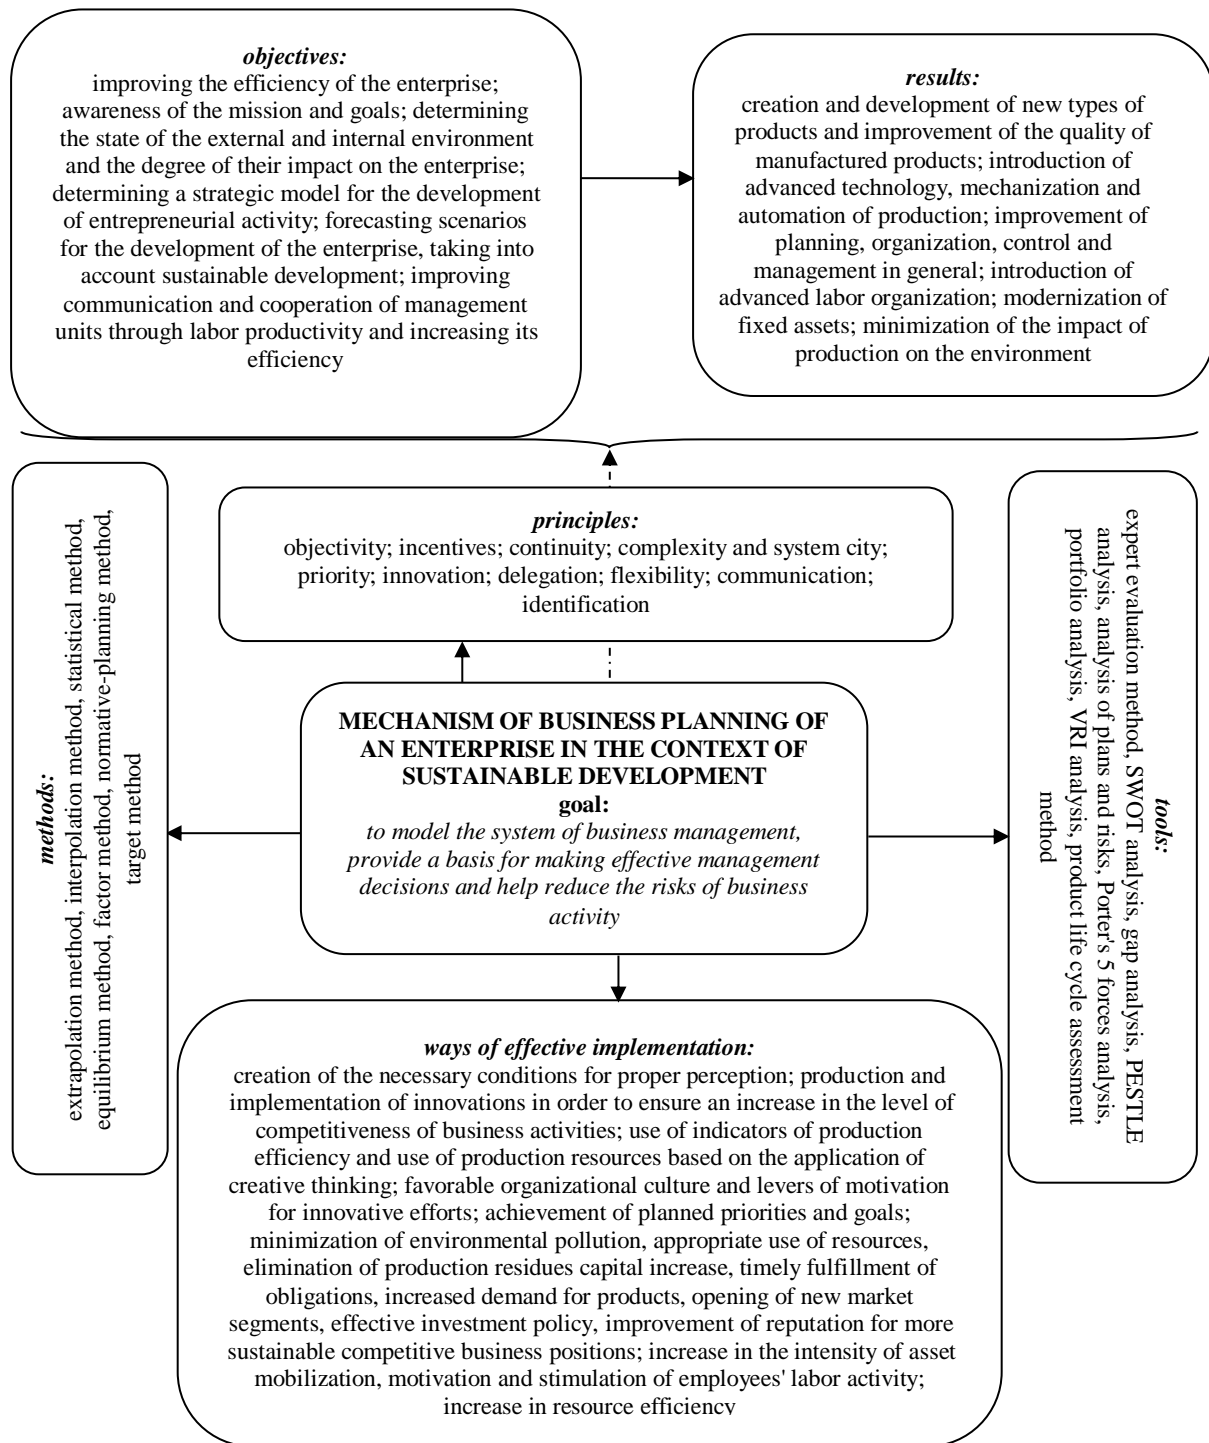 objectives:
improving the efficiency of the enterprise;
awareness of the mission and goals; determining
the state of the external and internal environment
and the degree of their impact on the enterprise;
determining a strategic model for the development
of entrepreneurial activity; forecasting scenarios
for the development of the enterprise, taking into
account sustainable development; improving
communication and cooperation of management
units through labor productivity and increasing its
efficiency
results:
creation and development of new types of
products and improvement of the quality of
manufactured products; introduction of
advanced technology, mechanization and
automation of production; improvement of
planning, organization, control and
management in general; introduction of
advanced labor organization; modernization of
fixed assets; minimization of the impact of
production on the environment
methods:
extrapolation method, interpolation method, statistical method,
equilibrium method, factor method, normative-planning method,
target method
principles:
objectivity; incentives; continuity; complexity and system city;
priority; innovation; delegation; flexibility; communication;
identification
MECHANISM OF BUSINESS PLANNING OF
AN ENTERPRISE IN THE CONTEXT OF
SUSTAINABLE DEVELOPMENT
goal:
to model the system of business management,
provide a basis for making effective management
decisions and help reduce the risks of business
activity
tools:
expert evaluation method, SWOT analysis, gap analysis, PESTLE
analysis, analysis of plans and risks, Porter's 5 forces analysis,
portfolio analysis, VRI analysis, product life cycle assessment
method
ways of effective implementation:
creation of the necessary conditions for proper perception; production and
implementation of innovations in order to ensure an increase in the level of
competitiveness of business activities; use of indicators of production
efficiency and use of production resources based on the application of
creative thinking; favorable organizational culture and levers of motivation
for innovative efforts; achievement of planned priorities and goals;
minimization of environmental pollution, appropriate use of resources,
elimination of production residues capital increase, timely fulfillment of
obligations, increased demand for products, opening of new market
segments, effective investment policy, improvement of reputation for more
sustainable competitive business positions; increase in the intensity of asset
mobilization, motivation and stimulation of employees' labor activity;
increase in resource efficiency